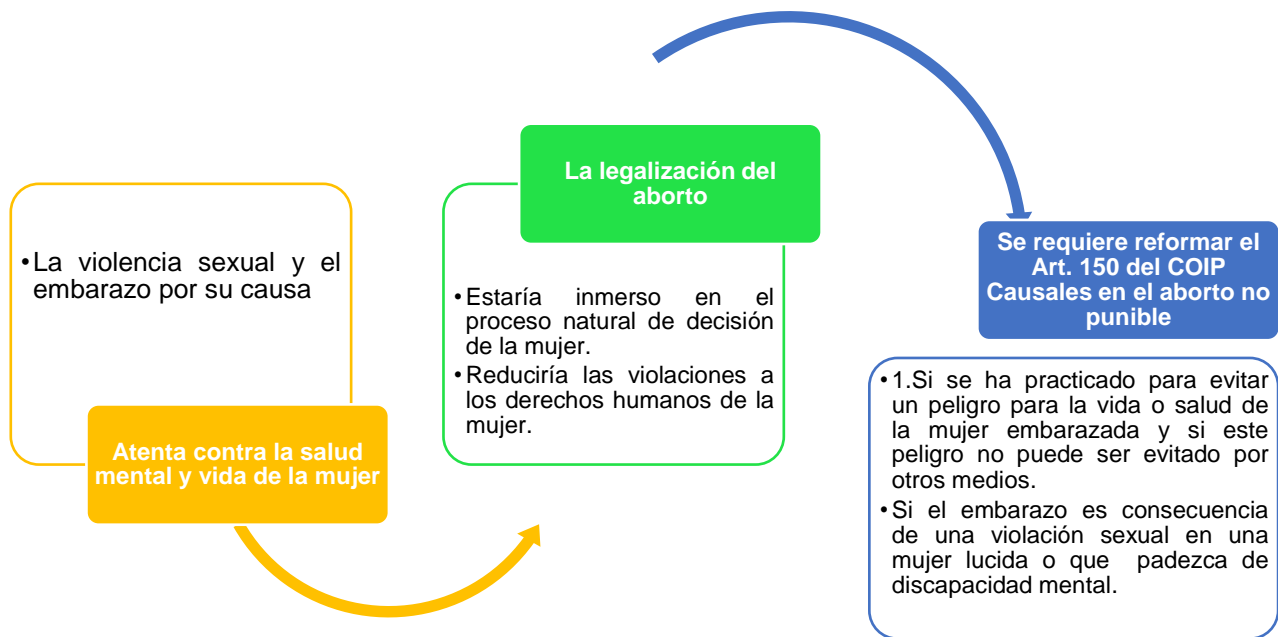 •La violencia sexual y el
embarazo por su causa
Atenta contra la salud
mental y vida de la mujer
La legalización del
aborto
•Estaría inmerso en el
proceso natural de decisión
de la mujer.
•Reduciría las violaciones a
los derechos humanos de la
mujer.
Se requiere reformar el
Art. 150 del COIP
Causales en el aborto no
punible
•1.Si se ha practicado para evitar
un peligro para la vida o salud de
la mujer embarazada y si este
peligro no puede ser evitado por
otros medios.
•Si el embarazo es consecuencia
de una violación sexual en una
mujer lucida o que padezca de
discapacidad mental.